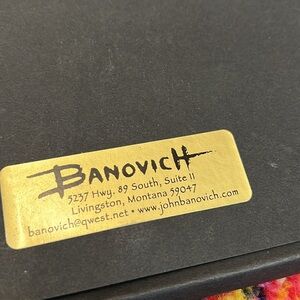 BANOVICH
5237 Hwy. 89 South, Suite 11
Livingston, Montana 59047
banovich@qwest.net • www.johnbanovich.com